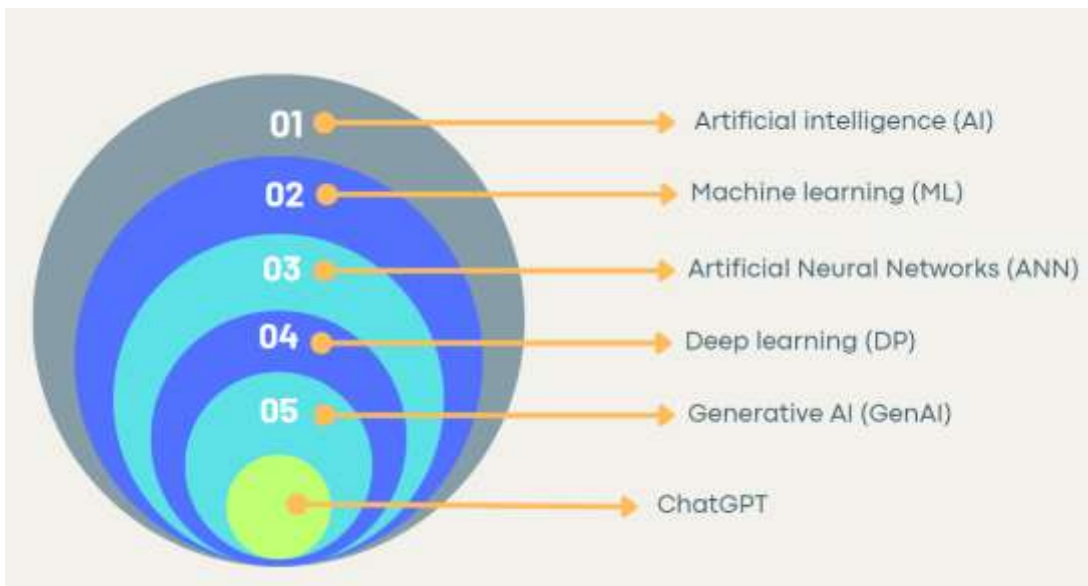 01 Artificial intelligence (AI)
02 Machine learning (ML)
03 Artificial Neural Networks (ANN)
04 Deep learning (DP)
05 Generative AI (GenAI)
ChatGPT